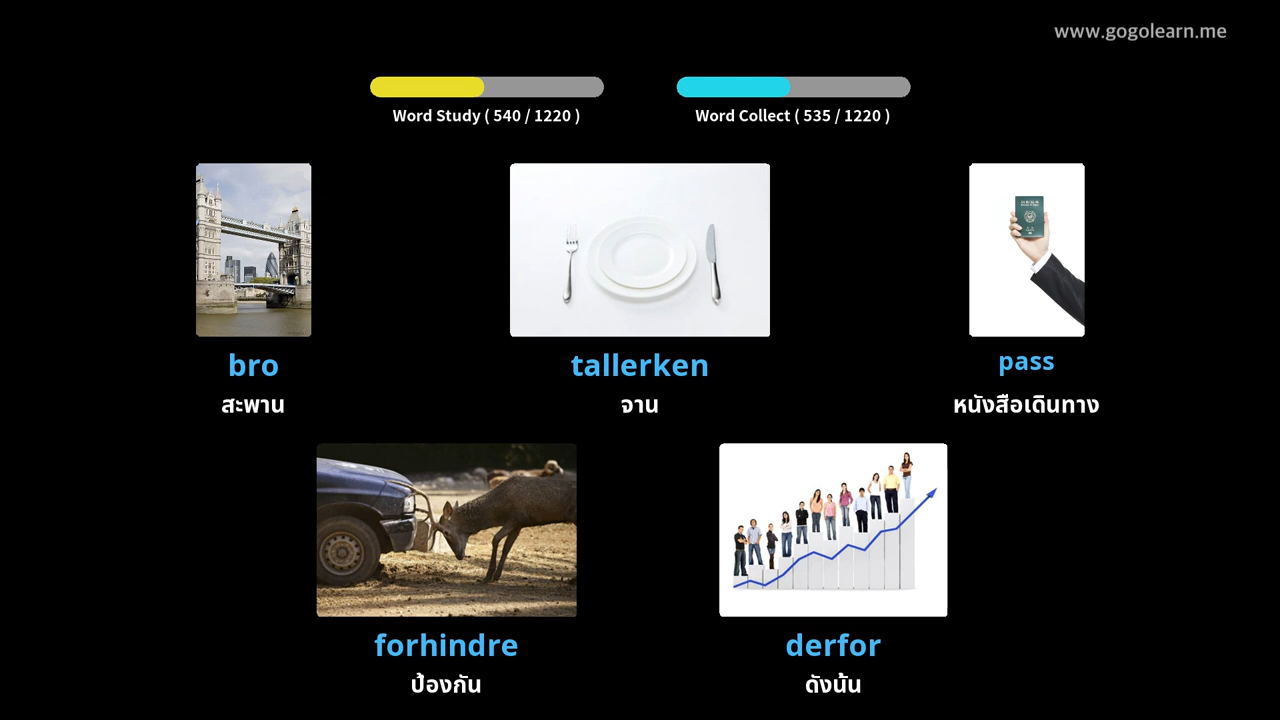 www.gogolearn.me
Word Study ( 540 / 1220 )
Word Collect ( 535 / 1220 )
bro
สะพาน
tallerken
จาน
pass
หนังสือเดินทาง
forhindre
ป้องกัน
derfor
ดังนั้น